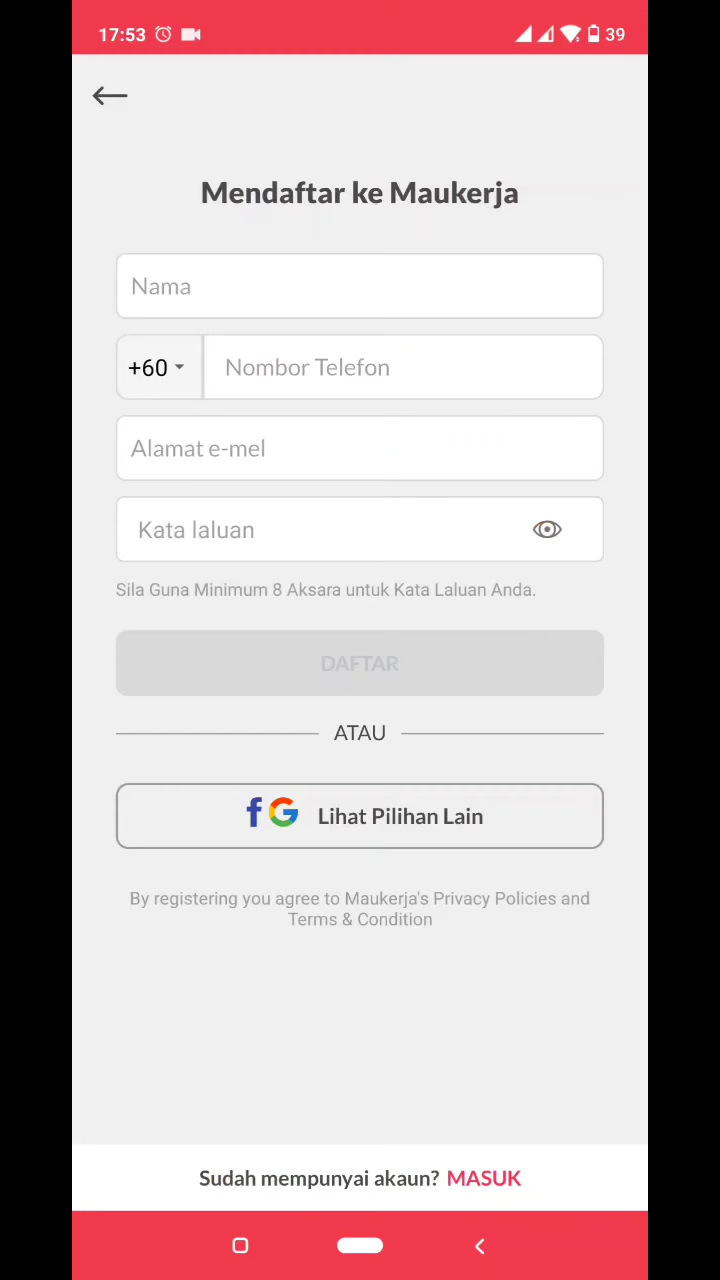 17:53
39
Mendaftar ke Maukerja
Nama
+60
Nombor Telefon
Alamat e-mel
Kata laluan
Sila Guna Minimum 8 Aksara untuk Kata Laluan Anda.
DAFTAR
ATAU
Lihat Pilihan Lain
By registering you agree to Maukerja's Privacy Policies and
Terms & Condition
Sudah mempunyai akaun? MASUK